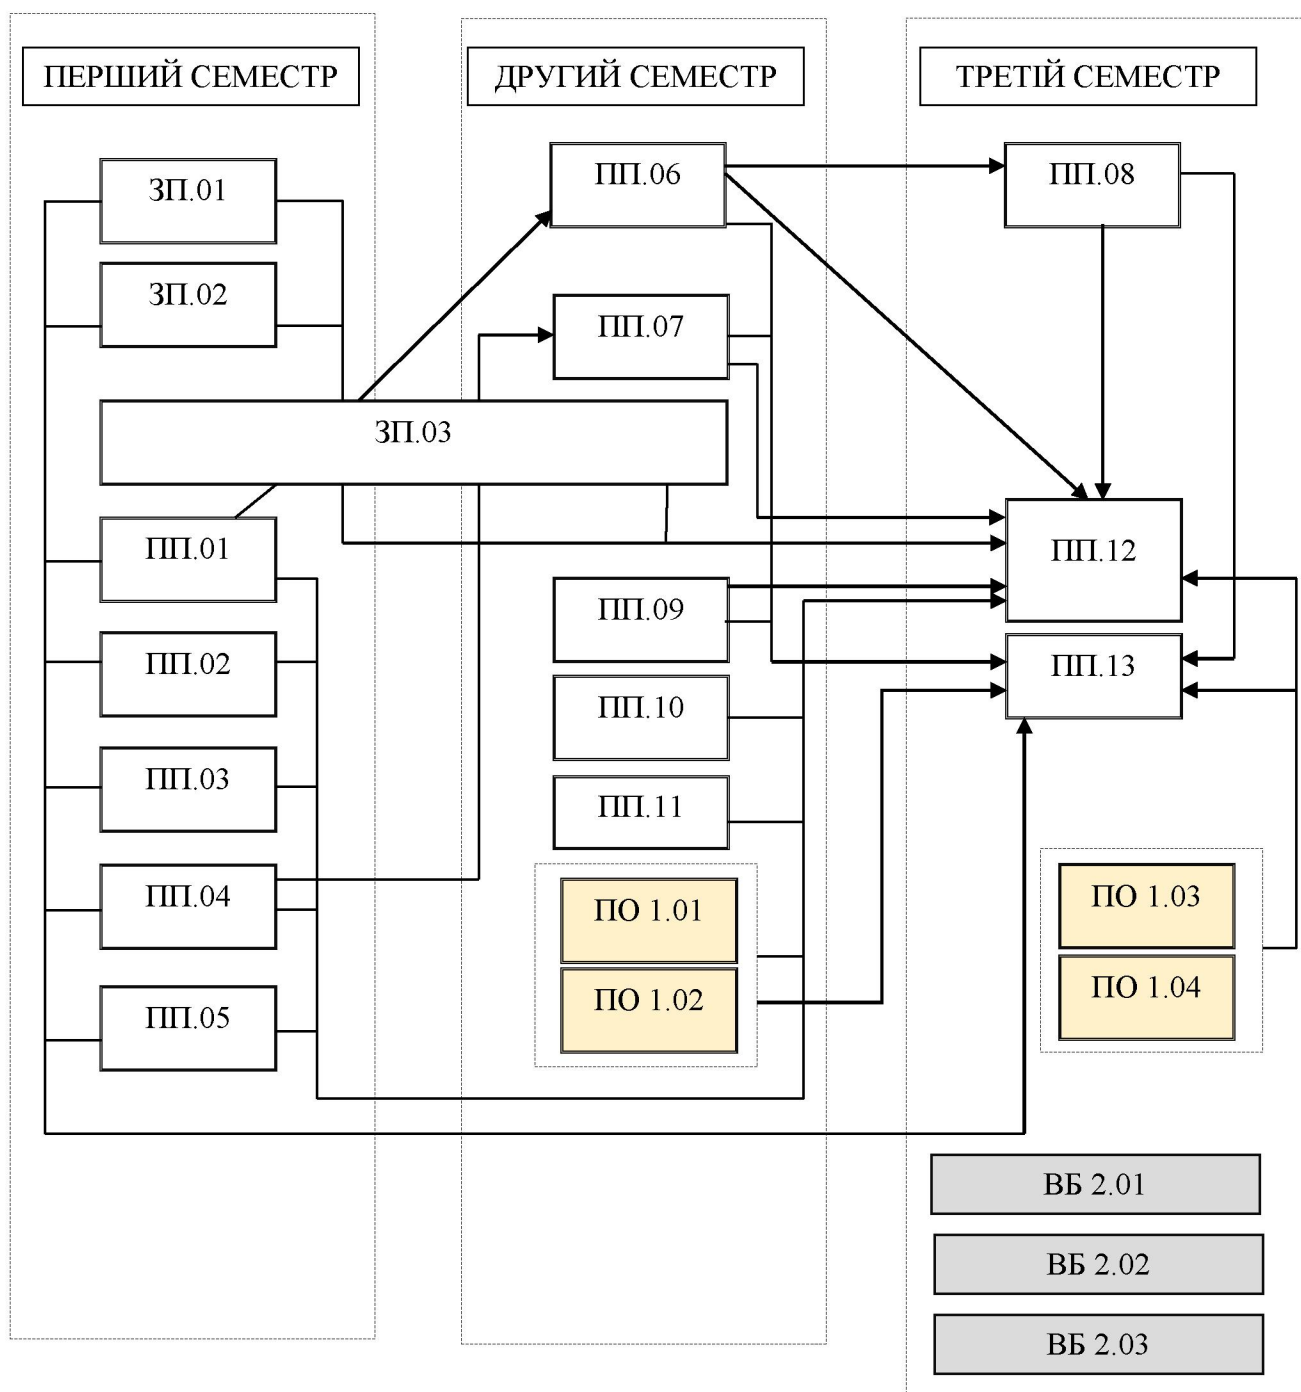 ПЕРШИЙ СЕМЕСТР
ЗП.01
ЗП.02
ЗП.03
ПП.01
ПП.02
ПП.03
ПП.04
ПП.05
ДРУГИЙ СЕМЕСТР
ПП.06
ПП.07
ПП.09
ПП.10
ПП.11
ПО 1.01
ПО 1.02
ТРЕТІЙ СЕМЕСТР
ПП.08
ПП.12
ПП.13
ПО 1.03
ПО 1.04
ВБ 2.01
ВБ 2.02
ВБ 2.03